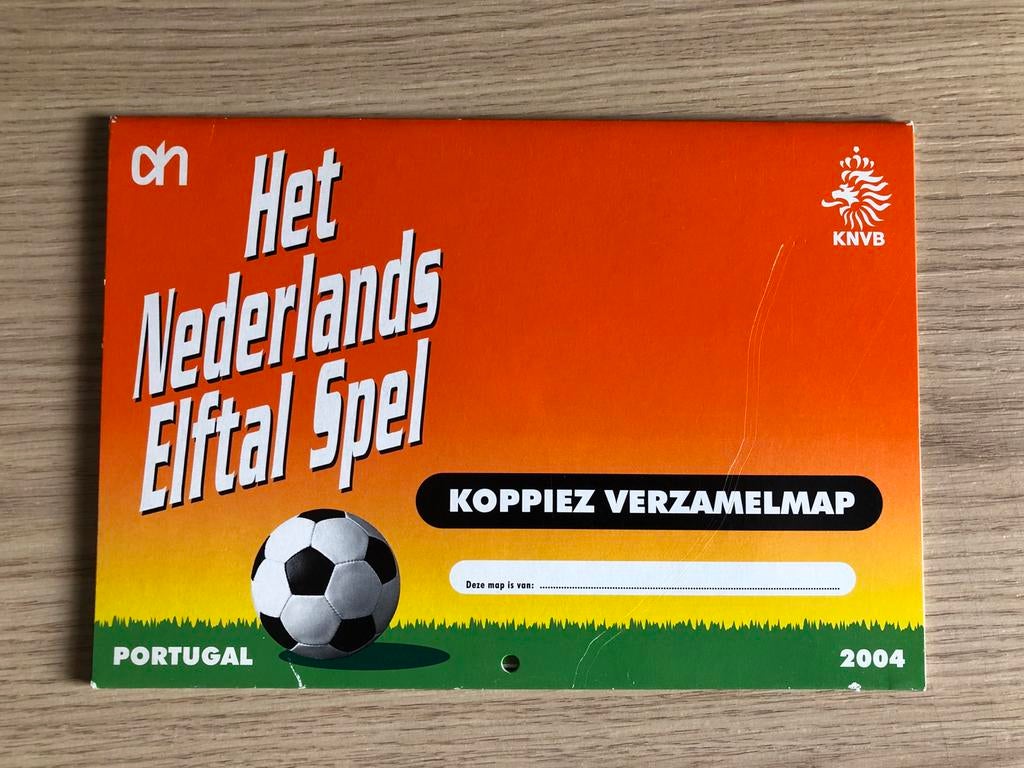 ah
Het
Nederlands
Elftal Spel
KNVB
KOPPIEZ VERZAMELMAP
Deze map is van:
PORTUGAL
2004